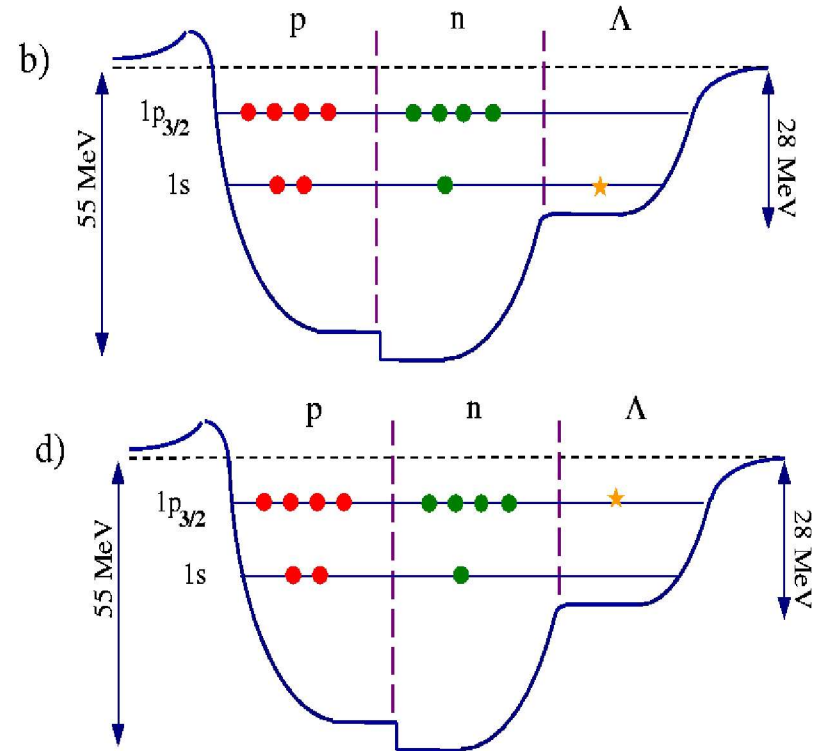 p n Λ
b)
1p3/2
1s
55 MeV
28 MeV
p n Λ
d)
1p3/2
1s
55 MeV
28 MeV